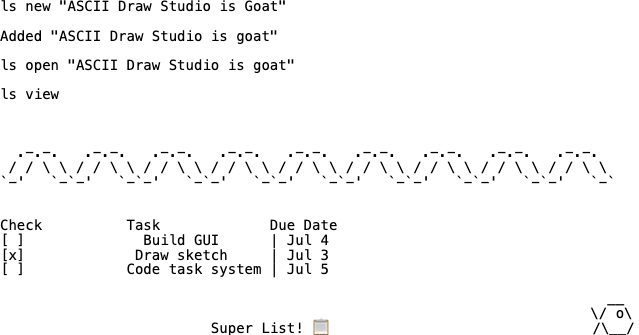 ls new "ASCII Draw Studio is Goat"
Added "ASCII Draw Studio is goat"
ls open "ASCII Draw Studio is goat"
ls view
Check Task Due Date
[ ] Build GUI | Jul 4
[x] Draw sketch | Jul 3
[ ] Code task system | Jul 5
Super List! 📋